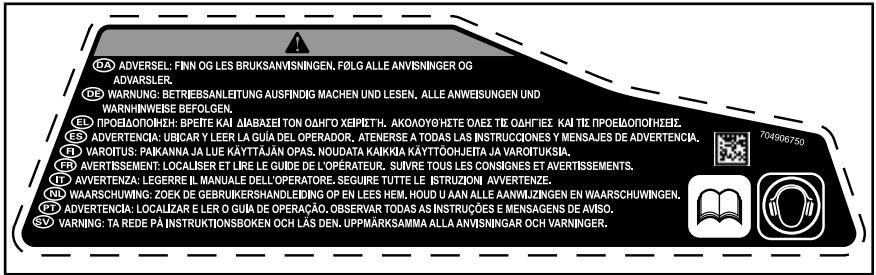 DA ADVERSEL: FINN OG LES BRUKSANVISNINGEN. FØLG ALLE ANVISNINGER OG
ADVARSLER.
DE WARNUNG: BETRIEBSANLEITUNG AUSFINDIG MACHEN UND LESEN. ALLE ANWEISUNGEN UND
WARNHINWEISE BEFOLGEN.
EL ΠΡΟΕΙΔΟΠΟΙΗΣΗ: ΒΡΕΙΤΕ ΚΑΙ ΔΙΑΒΑΣΕΙ ΤΟΝ ΟΔΗΓΟ ΧΕΙΡΙΣΤΗ. ΑΚΟΛΟΥΘΗΣΤΕ ΌΛΕΣ ΤΙΣ ΟΔΗΓΙΕΣ ΚΑΙ ΤΙΣ ΠΡΟΕΙΔΟΠΟΙΗΣΕΙΣ.
ES ADVERTENCIA: UBICAR Y LEER LA GUÍA DEL OPERADOR. ATENERSE A TODAS LAS INSTRUCCIONES Y MENSAJES DE ADVERTENCIA.
704906750
FI VAROITUS: PAIKANNA JA LUE KÄYTTÄJÄN OPAS. NOUDATA KAIKKIA KÄYTTÖOHJEITA JA VAROITUKSIA.
FR AVERTISSEMENT: LOCALISER ET LIRE LE GUIDE DE L'OPÉRATEUR. SUIVRE TOUS LES CONSIGNES ET AVERTISSEMENTS.
IT AVVERTENZA: LEGERRE IL MANUALE DELL'OPERATORE. SEGUIRE TUTTE LE ISTRUZIONI AVVERTENZE.
NL WAARSCHUWING: ZOEK DE GEBRUIKERSHANDLEIDING OP EN LEES HEM. HOUD U AAN ALLE AANWIJZINGEN EN WAARSCHUWINGEN.
PT ADVERTENCIA: LOCALIZAR E LER O GUIA DE OPERAÇÃO. OBSERVAR TODAS AS INSTRUÇÕES E MENSAGENS DE AVISO.
SV VARNING: TA REDE PÅ INSTRUKTIONSBOKEN OCH LÄS DEN. UPPMÄRKSAMMA ALLA ANVISNINGAR OCH VARNINGER.